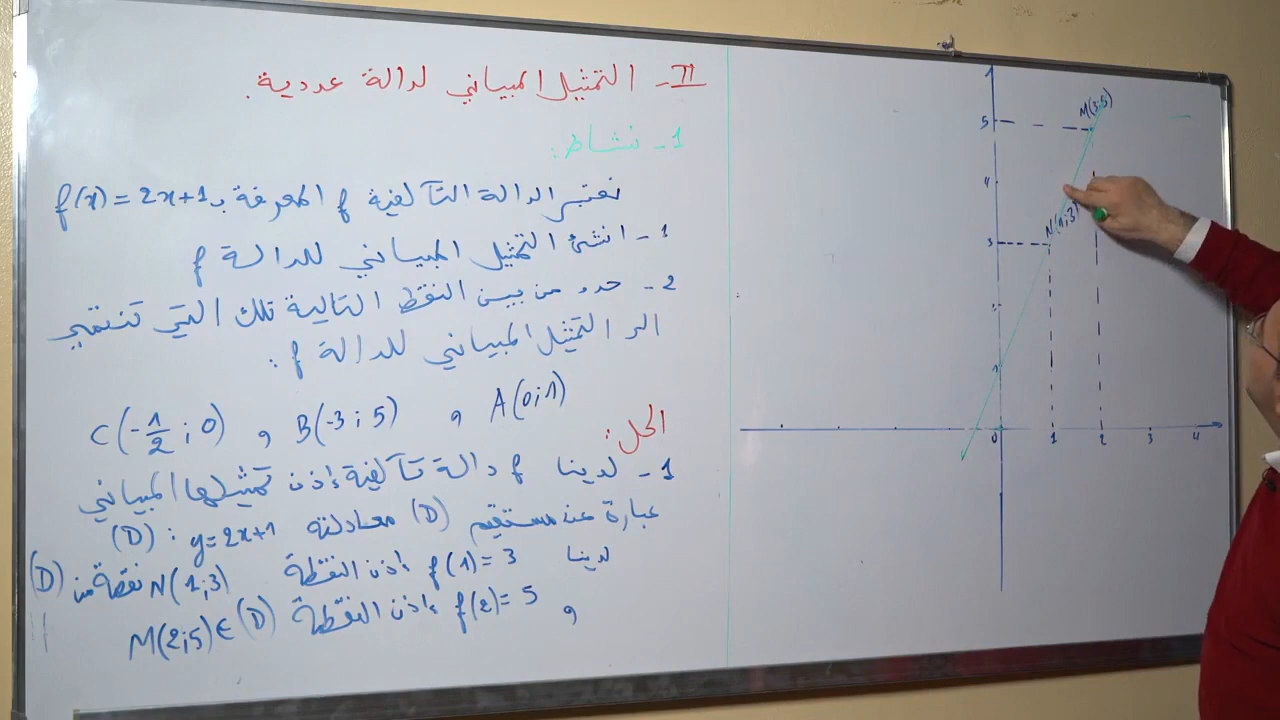 II- التمثيل المبياني لدالة عددية.
1- نشاط:
نعتبر الدالة التآلفية f المعرفة بـ f(x) = 2x+1
1- انشئ التمثيل المبياني للدالة f
2- حدد من بين النقط التالية تلك التي تنتمي
الى التمثيل المبياني للدالة f:
A(0;1) و B(-3;5) و C(-1/2;0)
الحل:
1- لدينا f دالة تآلفية إذن تمثيلها المبياني
عبارة عن مستقيم (D) معادلته y=2x+1 : (D)
لدينا f(1)=3 إذن النقطة N(1;3) نقطة من (D)
و f(2)=5 إذن النقطة M(2;5)∈(D)
M(3;5)
5
4
N(1;3)
3
1
0 1 2 3 4